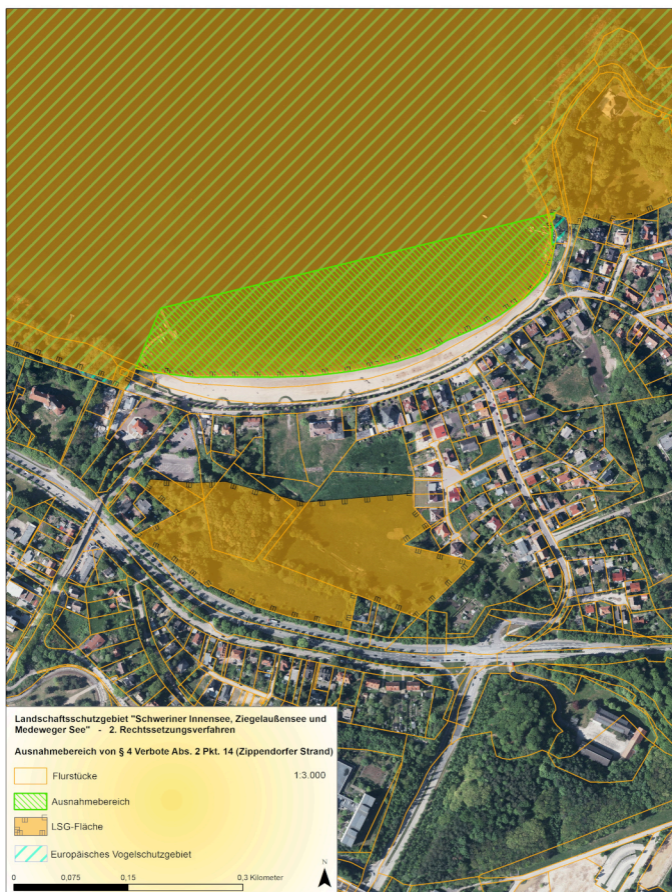 Landschaftsschutzgebiet "Schweriner Innensee, Ziegelaußensee und
Medeweger See" - 2. Rechtssetzungsverfahren
Ausnahmebereich von § 4 Verbote Abs. 2 Pkt. 14 (Zippendorfer Strand)
Flurstücke 1:3.000
Ausnahmebereich
LSG-Fläche
Europäisches Vogelschutzgebiet
0 0,075 0,15 0,3 Kilometer
N